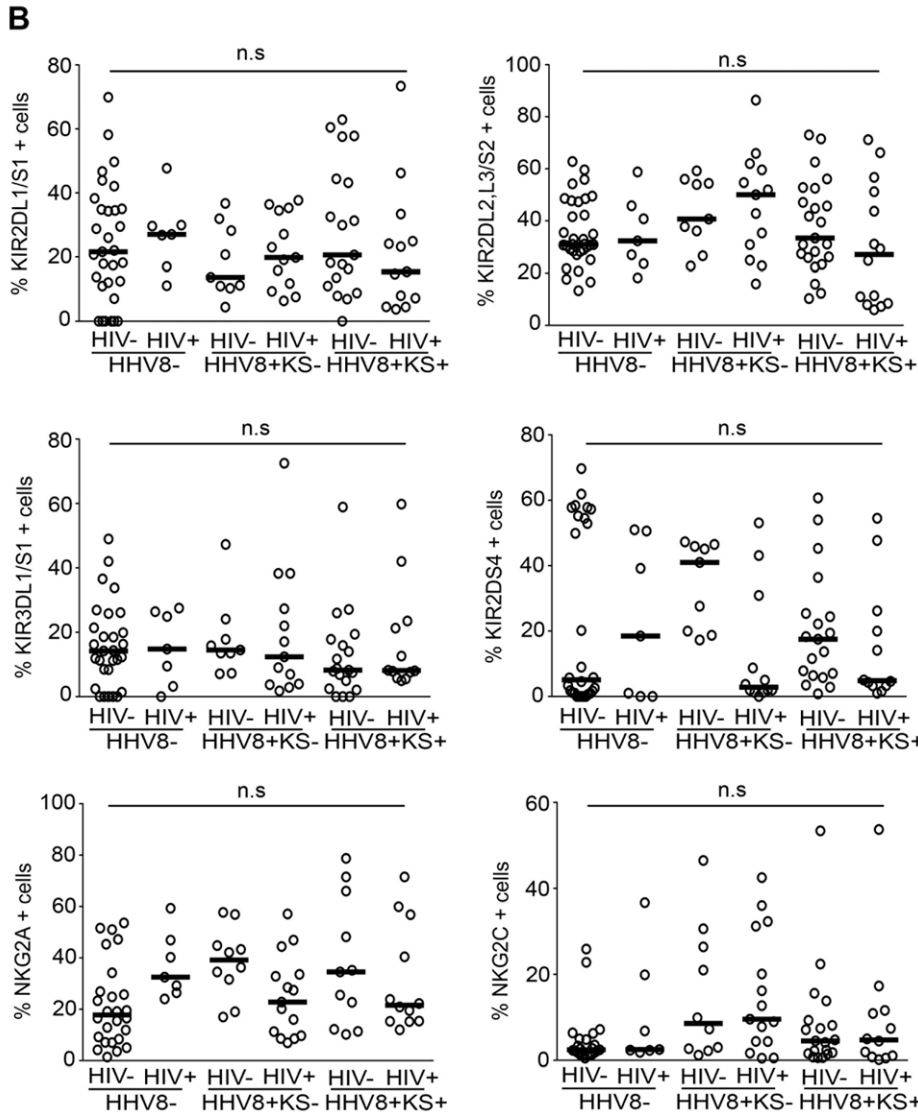 B
n.s
% KIR2DL1/S1 + cells
80
60
40
20
0
HIV- HIV+ HIV- HIV+ HIV- HIV+
HHV8- HHV8+KS- HHV8+KS+
n.s
% KIR2DL2,L3/S2 + cells
100
80
60
40
20
0
HIV- HIV+ HIV- HIV+ HIV- HIV+
HHV8- HHV8+KS- HHV8+KS+
n.s
% KIR3DL1/S1 + cells
80
60
40
20
0
HIV- HIV+ HIV- HIV+ HIV- HIV+
HHV8- HHV8+KS- HHV8+KS+
n.s
% KIR2DS4 + cells
80
60
40
20
0
HIV- HIV+ HIV- HIV+ HIV- HIV+
HHV8- HHV8+KS- HHV8+KS+
n.s
% NKG2A + cells
100
80
60
40
20
0
HIV- HIV+ HIV- HIV+ HIV- HIV+
HHV8- HHV8+KS- HHV8+KS+
n.s
% NKG2C + cells
60
40
20
0
HIV- HIV+ HIV- HIV+ HIV- HIV+
HHV8- HHV8+KS- HHV8+KS+